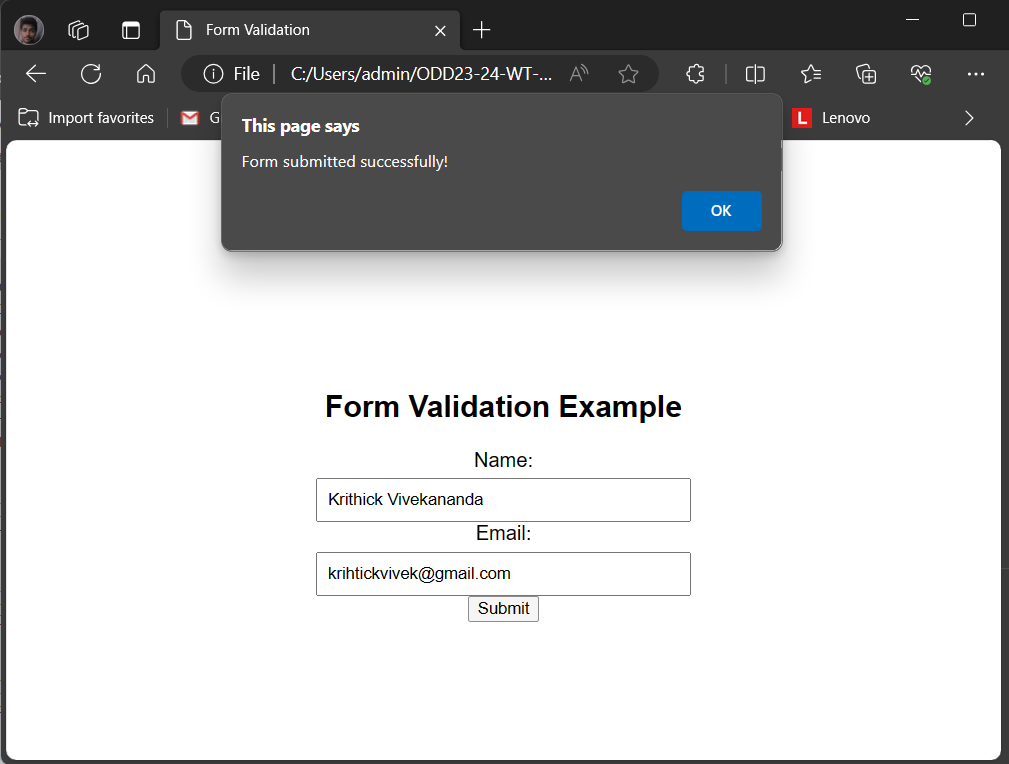 Form Validation
File C:/Users/admin/ODD23-24-WT-...
Import favorites G Lenovo
This page says
Form submitted successfully!
OK
Form Validation Example
Name:
Krithick Vivekananda
Email:
krihtickvivek@gmail.com
Submit